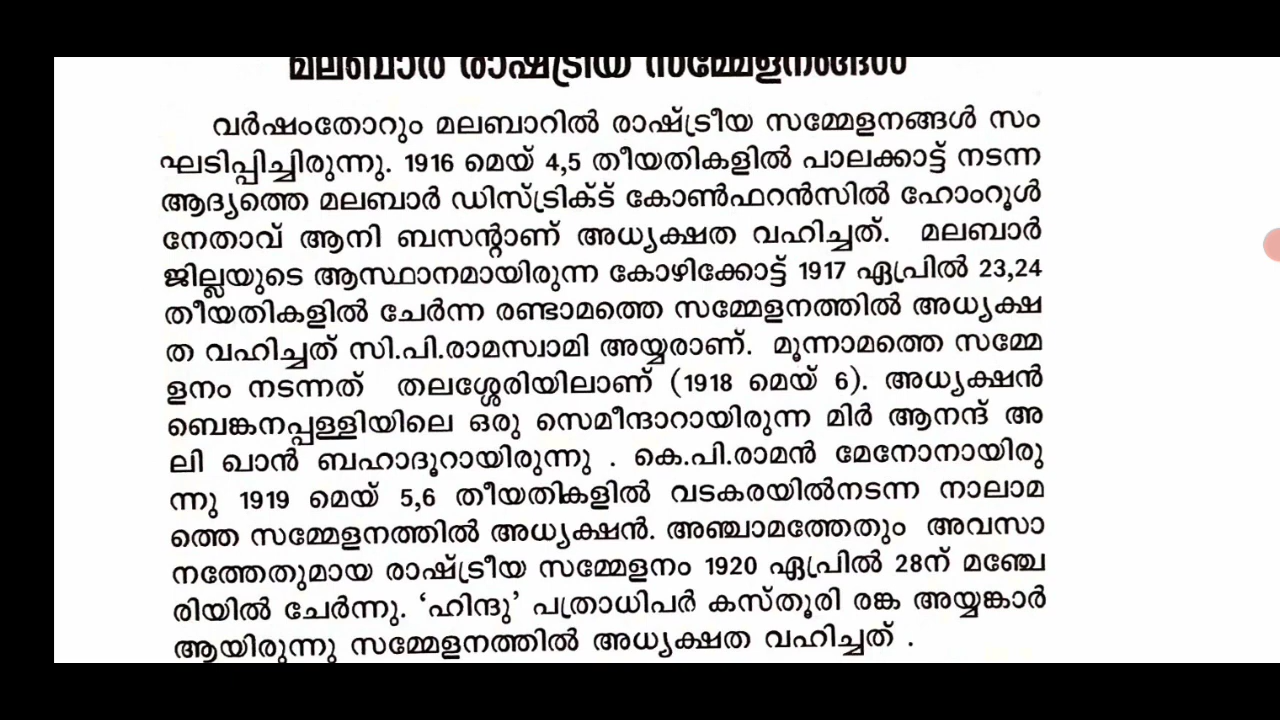 മലബാർ രാഷ്ട്രീയ സമ്മേളനങ്ങൾ
വർഷംതോറും മലബാറിൽ രാഷ്ട്രീയ സമ്മേളനങ്ങൾ സം
ഘടിപ്പിച്ചിരുന്നു. 1916 മെയ് 4,5 തീയതികളിൽ പാലക്കാട്ട് നടന്ന
ആദ്യത്തെ മലബാർ ഡിസ്ട്രിക്ട് കോൺഫറൻസിൽ ഹോംറൂൾ
നേതാവ് ആനി ബസന്റാണ് അധ്യക്ഷത വഹിച്ചത്. മലബാർ
ജില്ലയുടെ ആസ്ഥാനമായിരുന്ന കോഴിക്കോട്ട് 1917 ഏപ്രിൽ 23,24
തീയതികളിൽ ചേർന്ന രണ്ടാമത്തെ സമ്മേളനത്തിൽ അധ്യക്ഷ
ത വഹിച്ചത് സി.പി.രാമസ്വാമി അയ്യരാണ്. മൂന്നാമത്തെ സമ്മേ
ളനം നടന്നത് തലശ്ശേരിയിലാണ് (1918 മെയ് 6). അധ്യക്ഷൻ
ബെങ്കനപ്പള്ളിയിലെ ഒരു സെമീന്ദാറായിരുന്ന മിർ ആനന്ദ് അ
ലി ഖാൻ ബഹാദൂറായിരുന്നു . കെ.പി.രാമൻ മേനോനായിരു
ന്നു 1919 മെയ് 5,6 തീയതികളിൽ വടകരയിൽനടന്ന നാലാമ
ത്തെ സമ്മേളനത്തിൽ അധ്യക്ഷൻ. അഞ്ചാമത്തേതും അവസാ
നത്തേതുമായ രാഷ്ട്രീയ സമ്മേളനം 1920 ഏപ്രിൽ 28ന് മഞ്ചേ
രിയിൽ ചേർന്നു. ‘ഹിന്ദു’ പത്രാധിപർ കസ്തൂരി രങ്ക അയ്യങ്കാർ
ആയിരുന്നു സമ്മേളനത്തിൽ അധ്യക്ഷത വഹിച്ചത് .